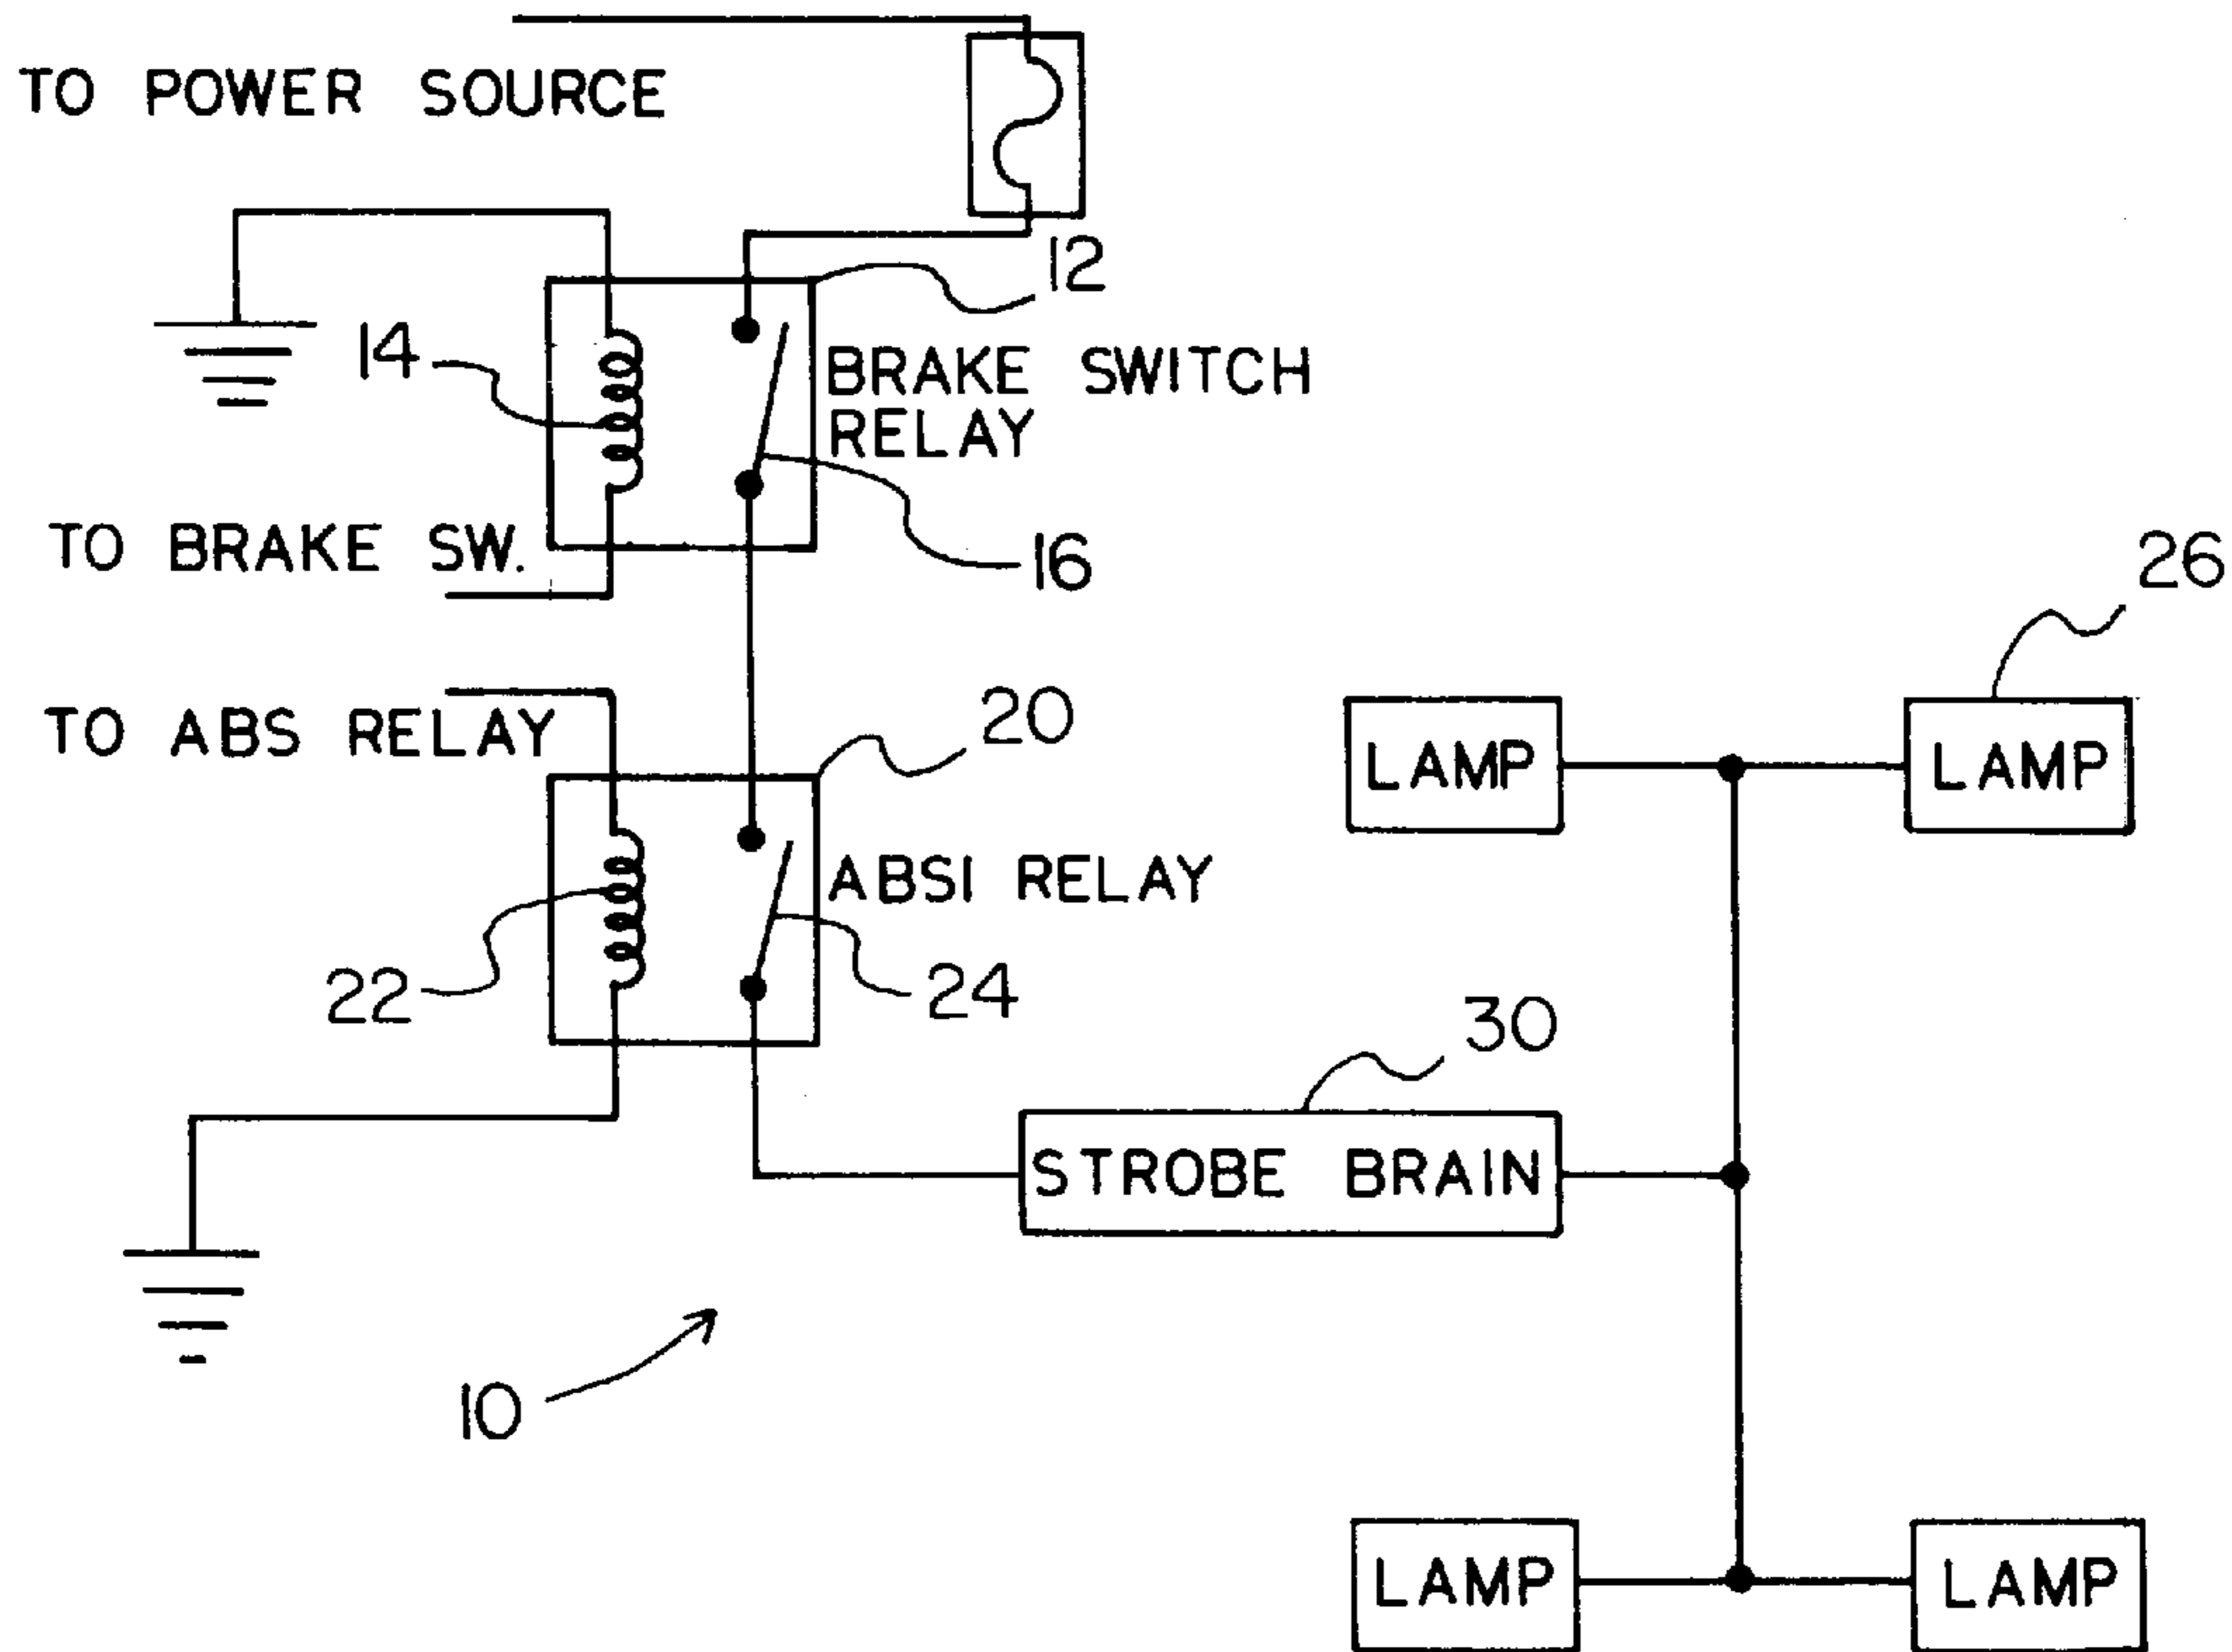 TO POWER SOURCE
12
14
BRAKE SWITCH
RELAY
TO BRAKE SW.
16
26
TO ABS RELAY
20
LAMP
LAMP
ABSI RELAY
22
24
30
STROBE BRAIN
10
LAMP
LAMP